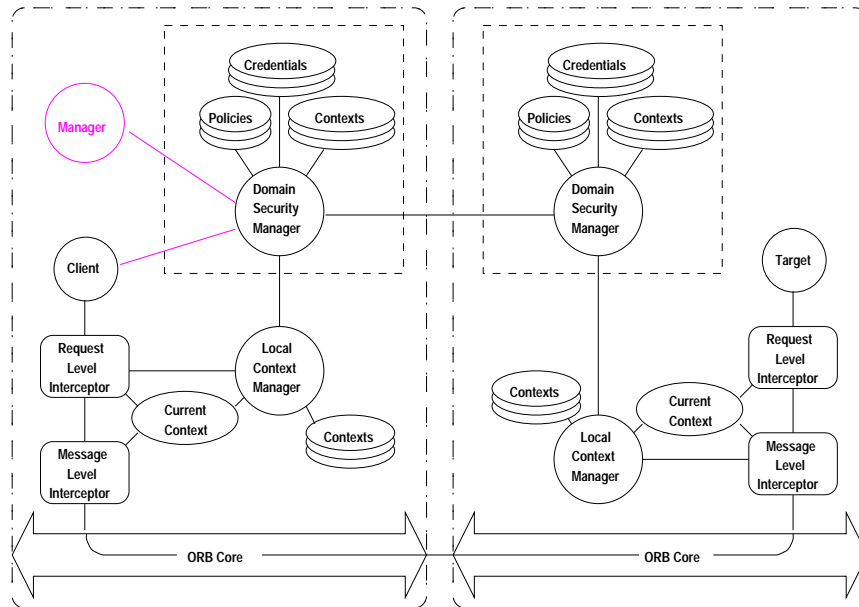 Credentials
Policies
Contexts
Manager
Domain
Security
Manager
Client
Request
Level
Interceptor
Local
Context
Manager
Current
Context
Contexts
Message
Level
Interceptor
ORB Core
Credentials
Policies
Contexts
Domain
Security
Manager
Target
Request
Level
Interceptor
Contexts
Current
Context
Local
Context
Manager
Message
Level
Interceptor
ORB Core